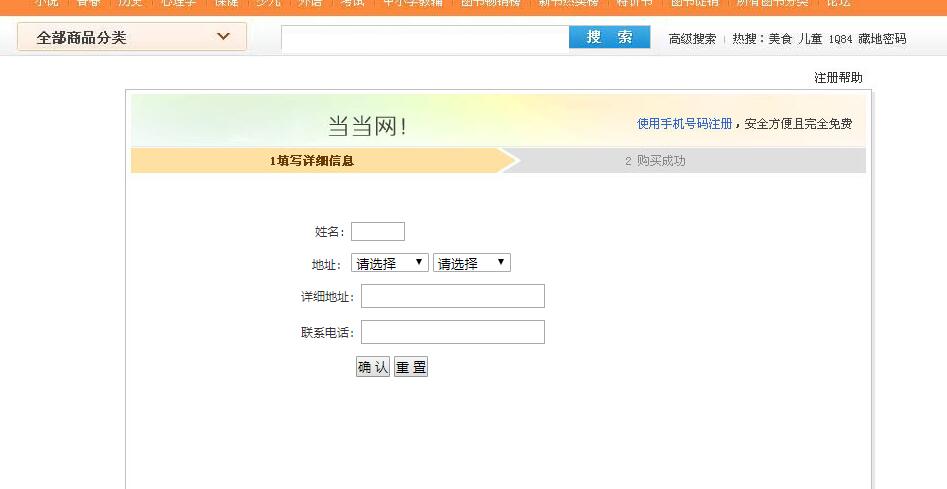 小说 青春 历史 心理学 保健 少儿 外语 考试 中小学教辅 图书畅销榜 新书热卖榜 特价书 图书促销 所有图书分类 论坛
全部商品分类 搜 索 高级搜索 热搜：美食 儿童 1Q84 藏地密码
注册帮助
当当网！ 使用手机号码注册，安全方便且完全免费
1填写详细信息 2 购买成功
姓名：
地址： 请选择 请选择
详细地址：
联系电话：
确 认 重 置